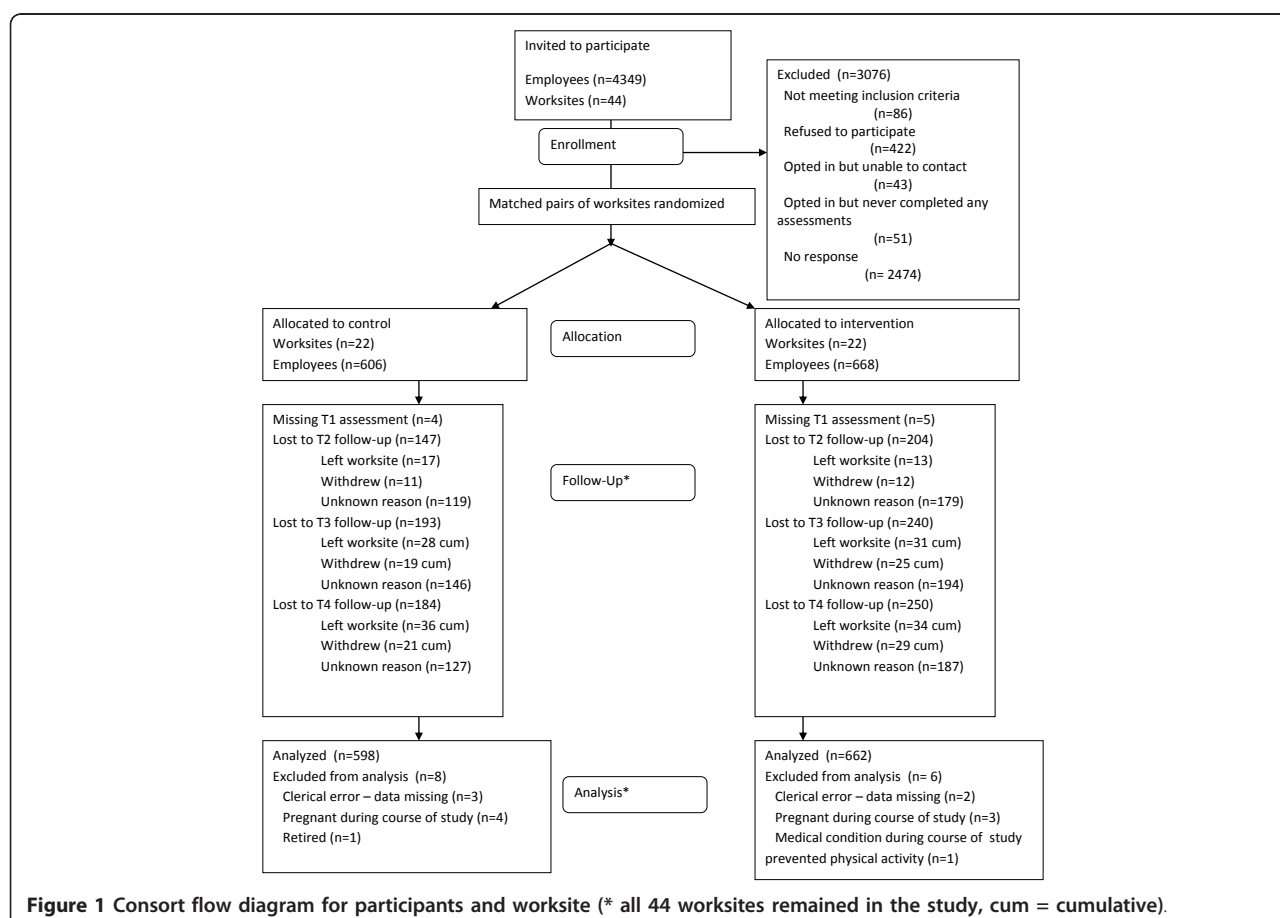 Invited to participate
Employees (n=4349)
Worksites (n=44)
Excluded (n=3076)
Not meeting inclusion criteria
(n=86)
Refused to participate
(n=422)
Opted in but unable to contact
(n=43)
Opted in but never completed any
assessments
(n=51)
No response
(n= 2474)
Enrollment
Matched pairs of worksites randomized
Allocated to control
Worksites (n=22)
Employees (n=606)
Allocation
Allocated to intervention
Worksites (n=22)
Employees (n=668)
Missing T1 assessment (n=4)
Lost to T2 follow-up (n=147)
Left worksite (n=17)
Withdrew (n=11)
Unknown reason (n=119)
Lost to T3 follow-up (n=193)
Left worksite (n=28 cum)
Withdrew (n=19 cum)
Unknown reason (n=146)
Lost to T4 follow-up (n=184)
Left worksite (n=36 cum)
Withdrew (n=21 cum)
Unknown reason (n=127)
Follow-Up*
Missing T1 assessment (n=5)
Lost to T2 follow-up (n=204)
Left worksite (n=13)
Withdrew (n=12)
Unknown reason (n=179)
Lost to T3 follow-up (n=240)
Left worksite (n=31 cum)
Withdrew (n=25 cum)
Unknown reason (n=194)
Lost to T4 follow-up (n=250)
Left worksite (n=34 cum)
Withdrew (n=29 cum)
Unknown reason (n=187)
Analyzed (n=598)
Excluded from analysis (n=8)
Clerical error – data missing (n=3)
Pregnant during course of study (n=4)
Retired (n=1)
Analysis*
Analyzed (n=662)
Excluded from analysis (n= 6)
Clerical error – data missing (n=2)
Pregnant during course of study (n=3)
Medical condition during course of study
prevented physical activity (n=1)
Figure 1 Consort flow diagram for participants and worksite (* all 44 worksites remained in the study, cum = cumulative).